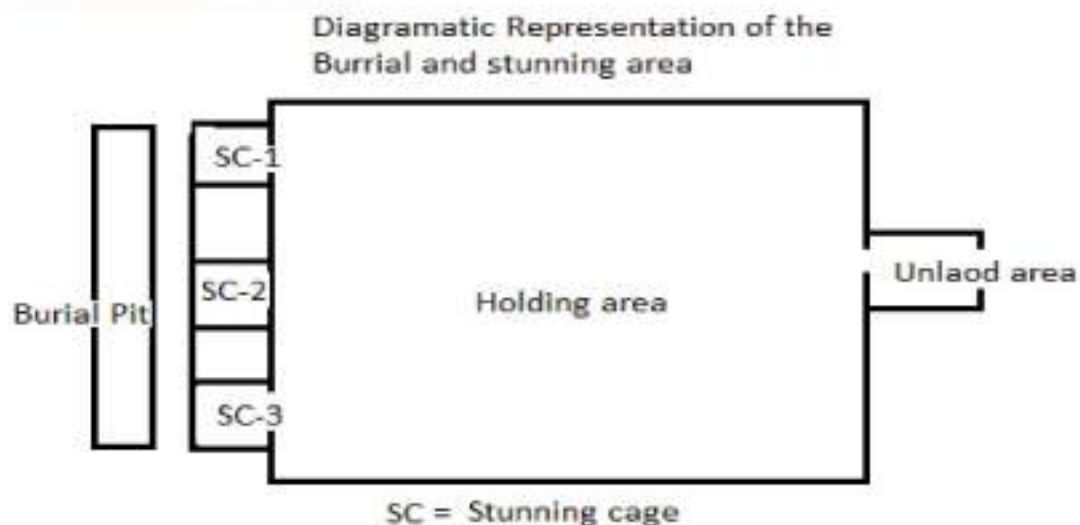 Diagramatic Representation of the
Burrial and stunning area
SC-1
SC-2
Burial Pit
Holding area
Unlaod area
SC-3
SC = Stunning cage